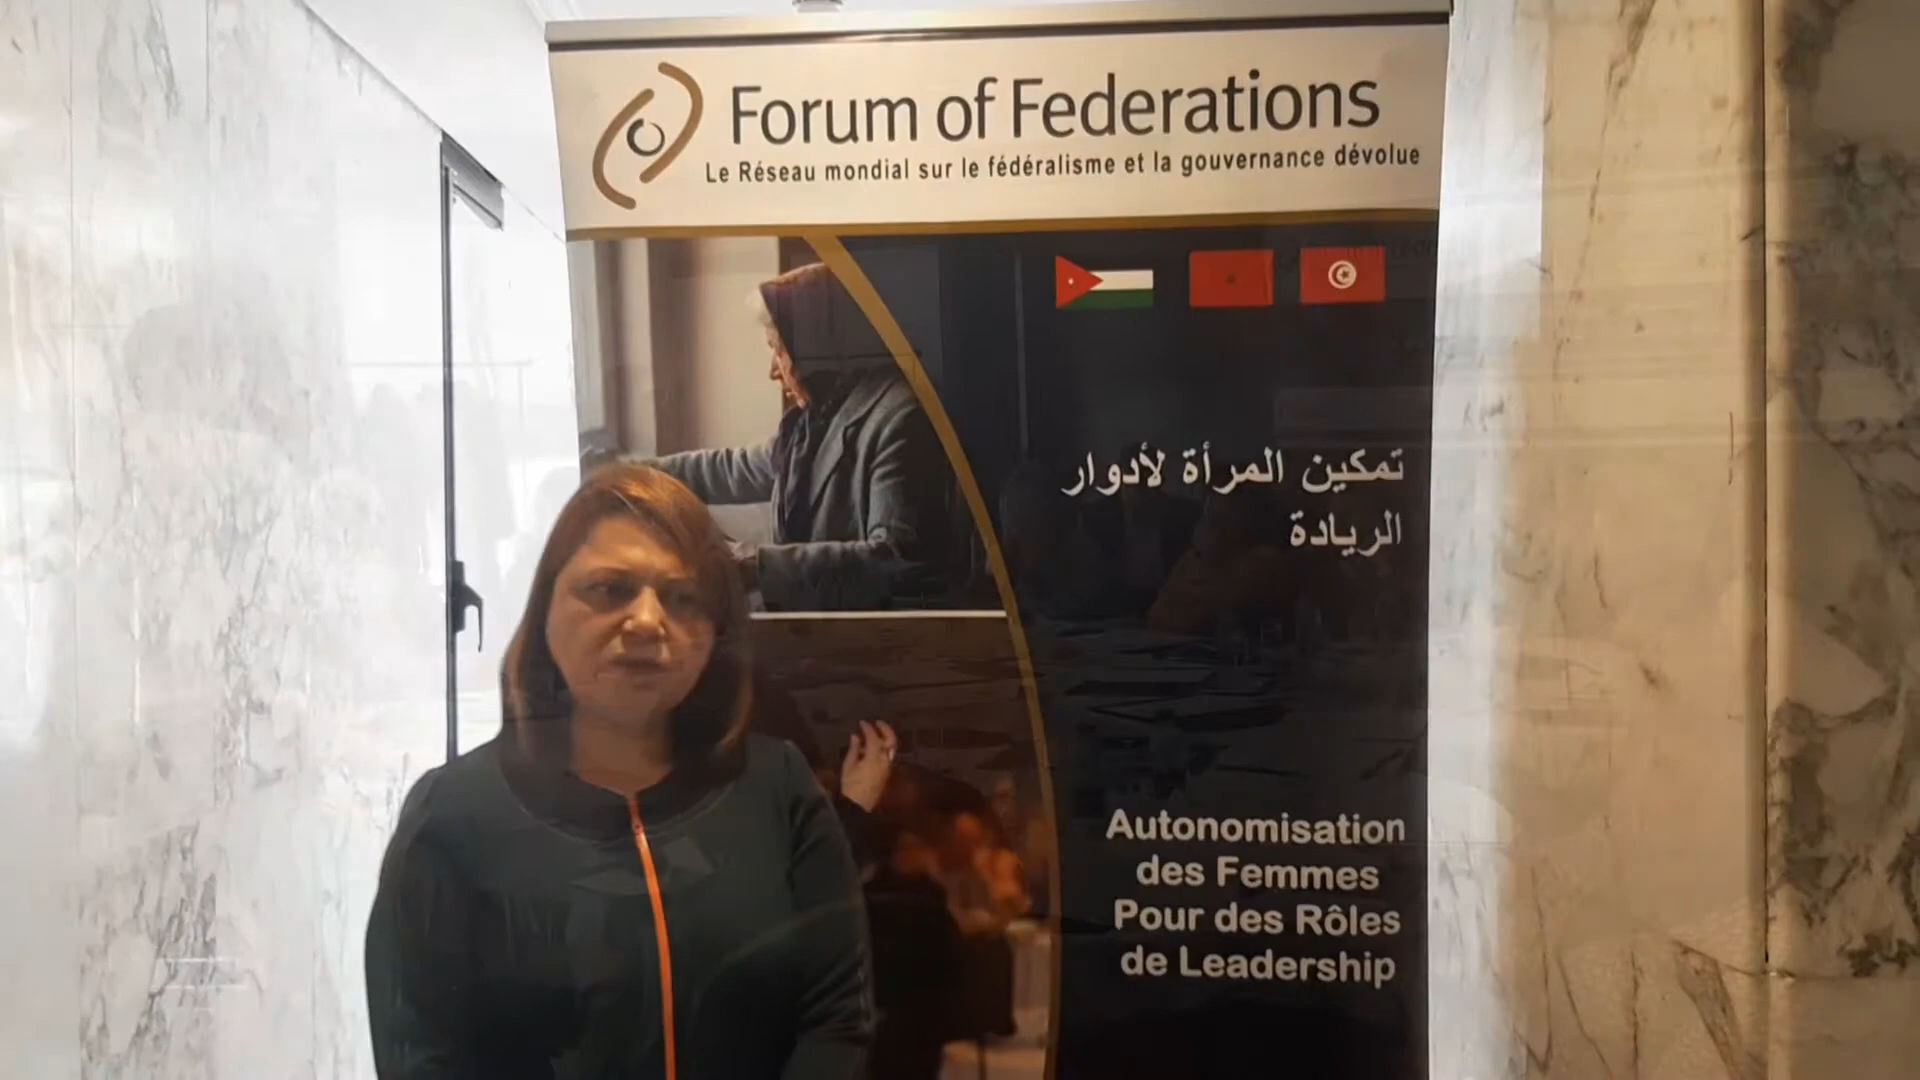 Forum of Federations
Le Réseau mondial sur le fédéralisme et la gouvernance dévolue
تمكين المرأة لأدوار
الريادة
Autonomisation
des Femmes
Pour des Rôles
de Leadership